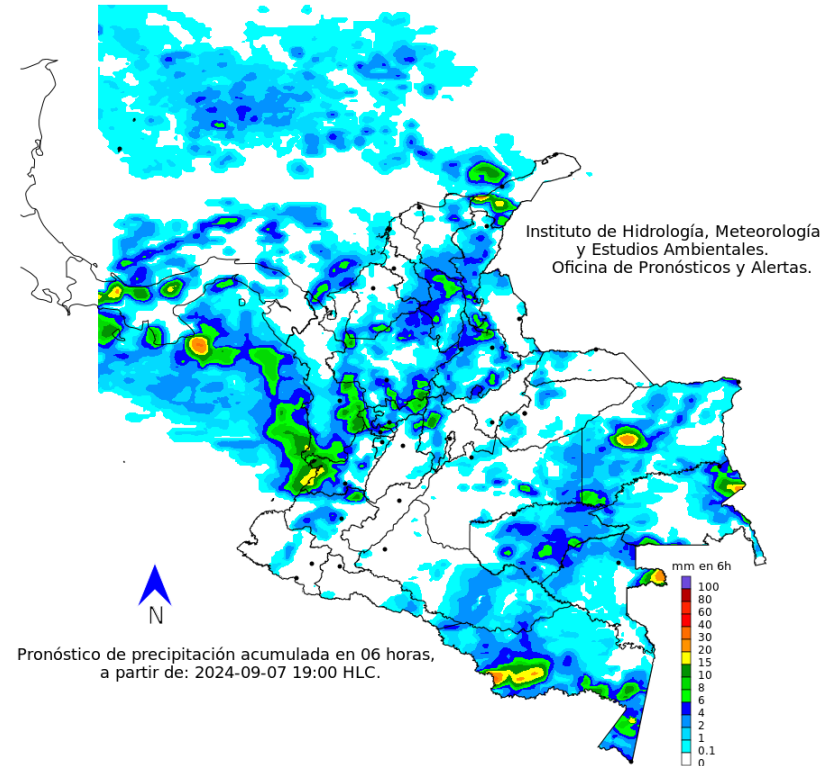 Instituto de Hidrología, Meteorología
y Estudios Ambientales.
Oficina de Pronósticos y Alertas.
mm en 6h
100
80
60
40
30
20
15
10
8
6
4
2
1
0.1
0
N
Pronóstico de precipitación acumulada en 06 horas,
a partir de: 2024-09-07 19:00 HLC.